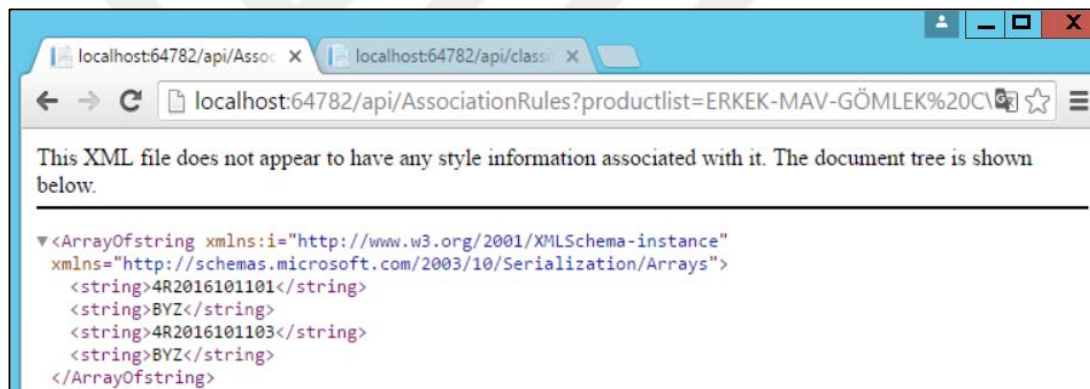 localhost:64782/api/Assoc
localhost:64782/api/classi
localhost:64782/api/AssociationRules?productlist=ERKEK-MAV-GÖMLEK%20C\
This XML file does not appear to have any style information associated with it. The document tree is shown
below.
▼<ArrayOfstring xmlns:i="http://www.w3.org/2001/XMLSchema-instance"
xmlns="http://schemas.microsoft.com/2003/10/Serialization/Arrays">
<string>4R2016101101</string>
<string>BYZ</string>
<string>4R2016101103</string>
<string>BYZ</string>
</ArrayOfstring>